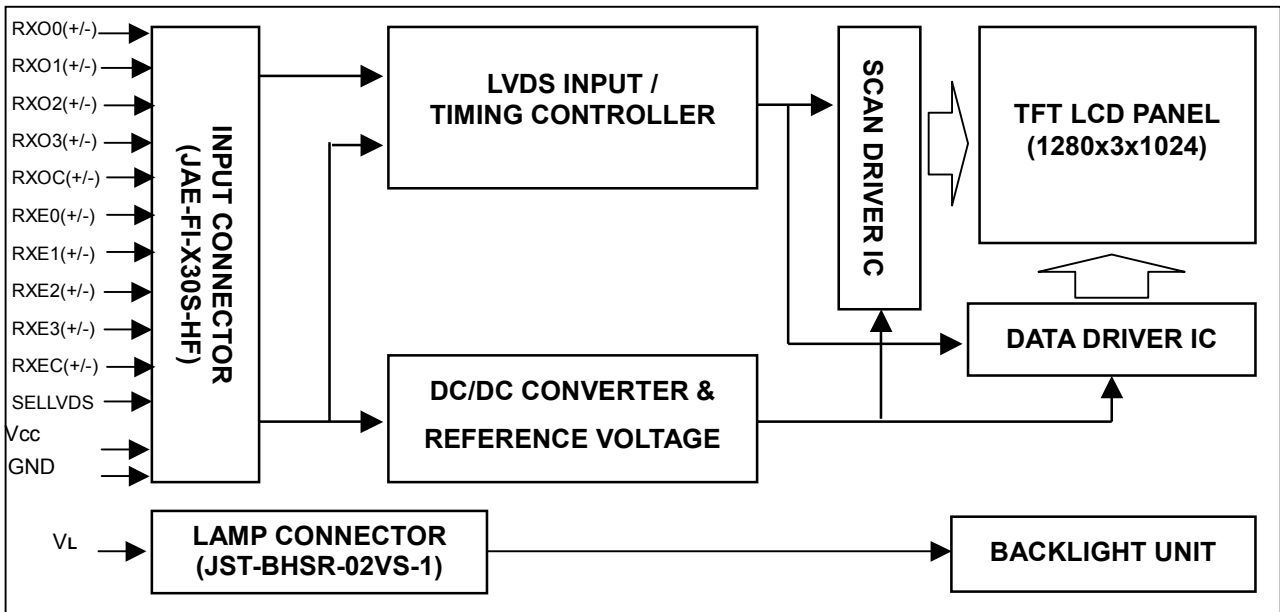 RXO0(+/-)
RXO1(+/-)
RXO2(+/-)
RXO3(+/-)
RXOC(+/-)
RXE0(+/-)
RXE1(+/-)
RXE2(+/-)
RXE3(+/-)
RXEC(+/-)
SELLVDS
Vcc
GND
VL
INPUT CONNECTOR
(JAE-FI-X30S-HF)
LVDS INPUT /
TIMING CONTROLLER
DC/DC CONVERTER &
REFERENCE VOLTAGE
SCAN DRIVER IC
TFT LCD PANEL
(1280x3x1024)
DATA DRIVER IC
LAMP CONNECTOR
(JST-BHSR-02VS-1)
BACKLIGHT UNIT